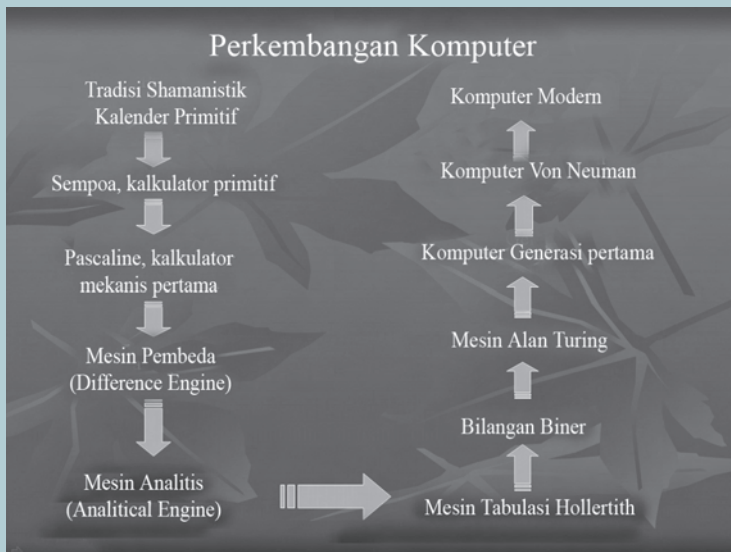 Perkembangan Komputer
Tradisi Shamanistik
Kalender Primitif
Sempoa, kalkulator primitif
Pascaline, kalkulator
mekanis pertama
Mesin Pembeda
(Difference Engine)
Mesin Analitis
(Analitical Engine)
Mesin Tabulasi Hollertith
Bilangan Biner
Mesin Alan Turing
Komputer Generasi pertama
Komputer Von Neuman
Komputer Modern